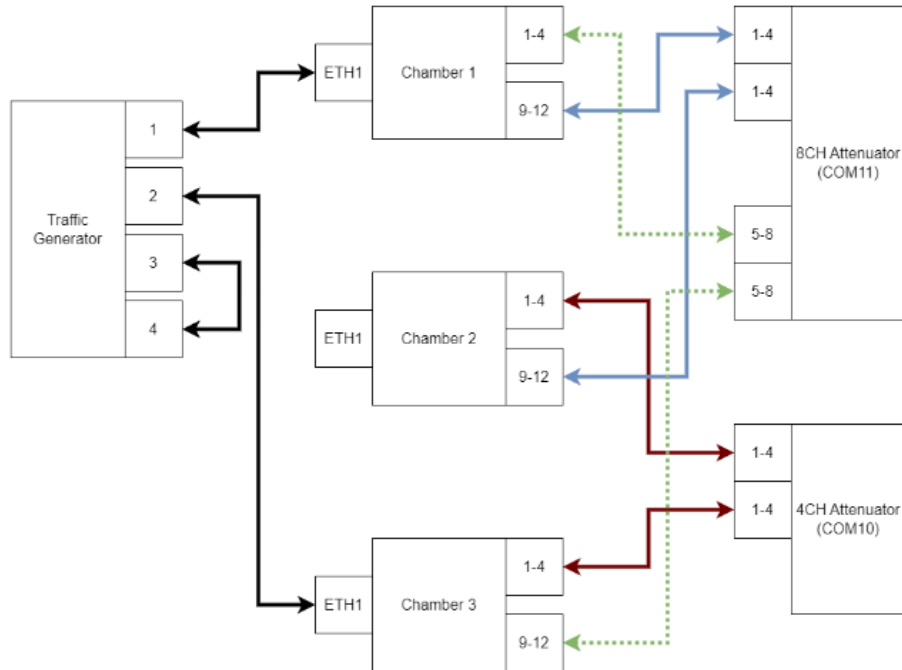 Traffic
Generator
1
2
3
4
ETH1
Chamber 1
1-4
9-12
ETH1
Chamber 2
1-4
9-12
ETH1
Chamber 3
1-4
9-12
1-4
1-4
5-8
5-8
8CH Attenuator
(COM11)
1-4
1-4
4CH Attenuator
(COM10)